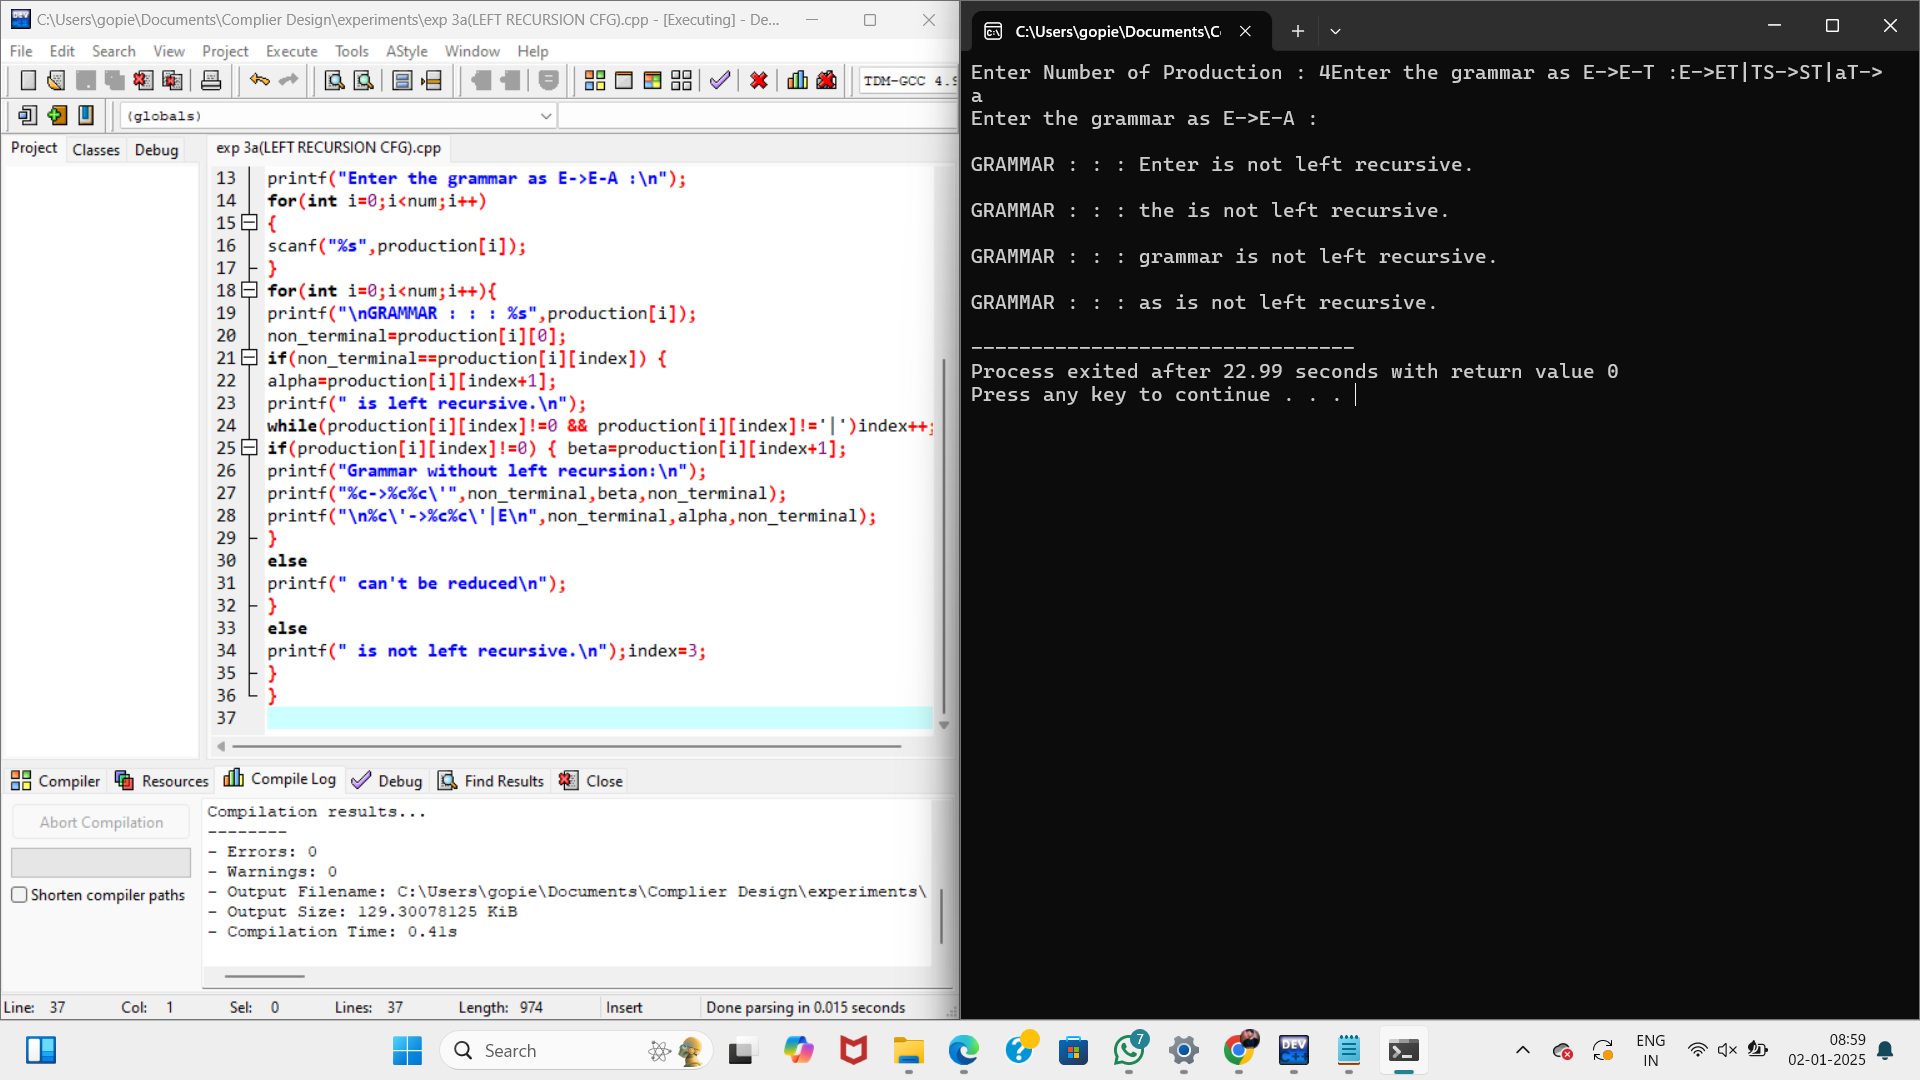 C:\Users\gopie\Documents\Complier Design\experiments\exp 3a(LEFT RECURSION CFG).cpp - [Executing] - De...
File Edit Search View Project Execute Tools AStyle Window Help
TDM-GCC 4.9
(globals)
Project Classes Debug
exp 3a(LEFT RECURSION CFG).cpp
13 printf("Enter the grammar as E->E-A :\n");
14 for(int i=0;i<num;i++)
15 {
16 scanf("%s",production[i]);
17 }
18 for(int i=0;i<num;i++){
19 printf("\nGRAMMAR : : : %s",production[i]);
20 non_terminal=production[i][0];
21 if(non_terminal==production[i][index]) {
22 alpha=production[i][index+1];
23 printf(" is left recursive.\n");
24 while(production[i][index]!=0 && production[i][index]!='|')index++;
25 if(production[i][index]!=0) { beta=production[i][index+1];
26 printf("Grammar without left recursion:\n");
27 printf("%c->%c%c\'",non_terminal,beta,non_terminal);
28 printf("\n%c\'->%c%c\'|E\n",non_terminal,alpha,non_terminal);
29 }
30 else
31 printf(" can't be reduced\n");
32 }
33 else
34 printf(" is not left recursive.\n");index=3;
35 }
36 }
37
Compiler Resources Compile Log Debug Find Results Close
Abort Compilation
Shorten compiler paths
Compilation results...
--------
- Errors: 0
- Warnings: 0
- Output Filename: C:\Users\gopie\Documents\Complier Design\experiments\
- Output Size: 129.30078125 KiB
- Compilation Time: 0.41s
Line: 37 Col: 1 Sel: 0 Lines: 37 Length: 974 Insert Done parsing in 0.015 seconds
C:\Users\gopie\Documents\C
Enter Number of Production : 4Enter the grammar as E->E-T :E->ET|TS->ST|aT->
a
Enter the grammar as E->E-A :
GRAMMAR : : : Enter is not left recursive.
GRAMMAR : : : the is not left recursive.
GRAMMAR : : : grammar is not left recursive.
GRAMMAR : : : as is not left recursive.
--------------------------------
Process exited after 22.99 seconds with return value 0
Press any key to continue . . .
Search
7
DEV
ENG
IN
08:59
02-01-2025